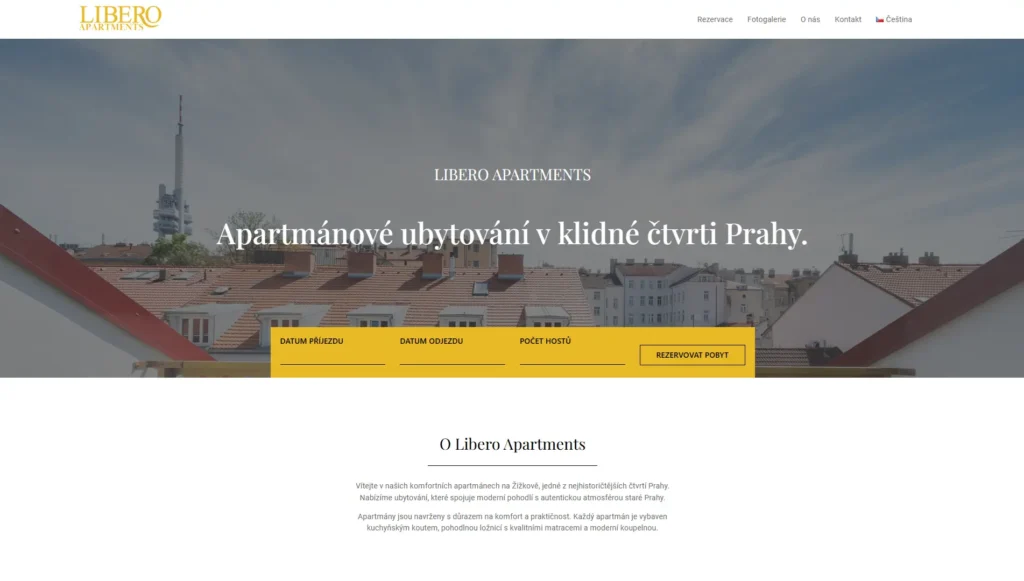 LIBERO
APARTMENTS
Rezervace Fotogalerie O nás Kontakt Čeština
LIBERO APARTMENTS
Apartmánové ubytování v klidné čtvrti Prahy.
DATUM PŘÍJEZDU DATUM ODJEZDU POČET HOSTŮ
REZERVOVAT POBYT
O Libero Apartments
Vítejte v našich komfortních apartmánech na Žižkově, jedné z nejhistoričtějších čtvrtí Prahy.
Nabízíme ubytování, které spojuje moderní pohodlí s autentickou atmosférou staré Prahy.
Apartmány jsou navrženy s důrazem na komfort a praktičnost. Každý apartmán je vybaven
kuchyňským koutem, pohodlnou ložnicí s kvalitními matracemi a moderní koupelnou.